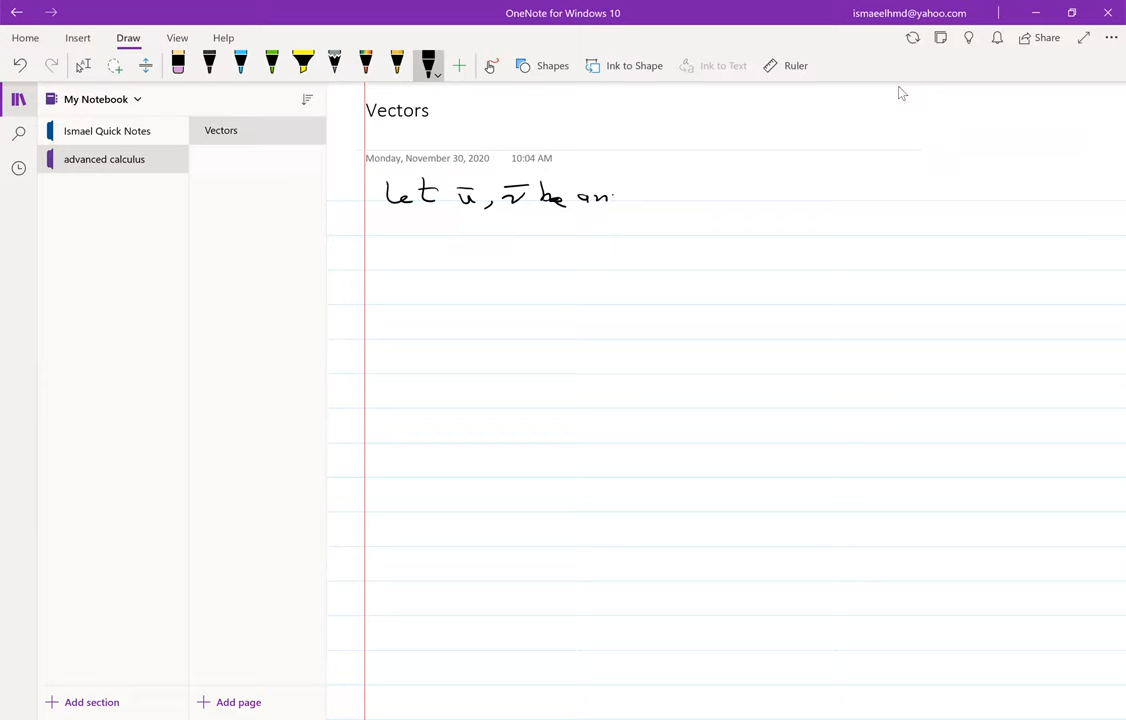 OneNote for Windows 10
ismaeelhmd@yahoo.com
Home Insert Draw View Help
Share
Shapes Ink to Shape Ink to Text Ruler
My Notebook
Ismael Quick Notes
advanced calculus
Vectors
Vectors
Monday, November 30, 2020 10:04 AM
Let u̅, v̅ be an
Add section
Add page